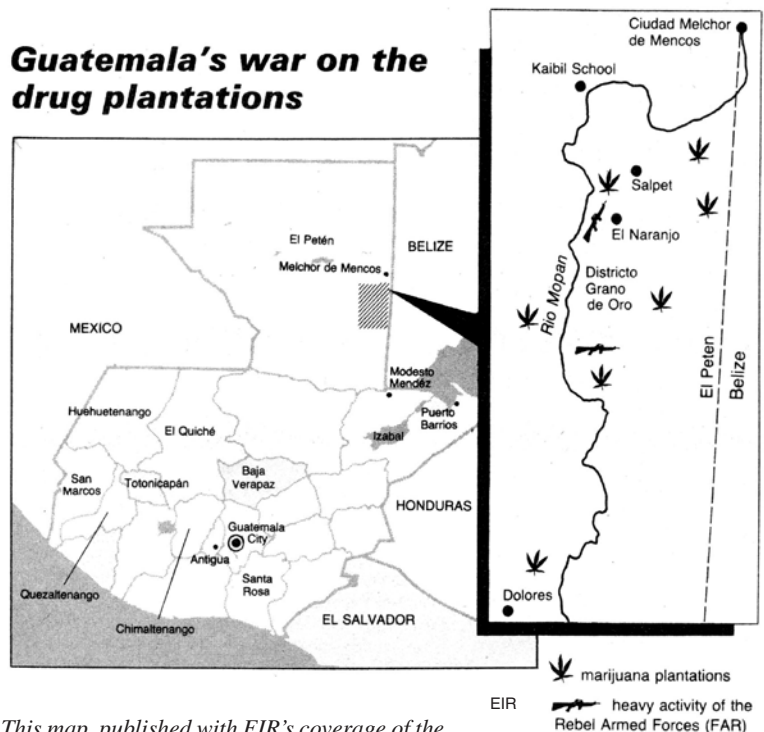 Guatemala's war on the
drug plantations
El Petén
BELIZE
Melchor de Mencos
MEXICO
Modesto
Mendéz
Puerto
Barrios
Huehuetenango
El Quiché
Izabal
San
Marcos
Totonicapán
Baja
Verapaz
HONDURAS
Guatemala
City
Antigua
Quezaltenango
Santa
Rosa
Chimaltenango
EL SALVADOR
Ciudad Melchor
de Mencos
Kaibil School
Salpet
El Naranjo
Rio Mopan
Districto
Grano
de Oro
El Peten
Belize
Dolores
marijuana plantations
EIR
heavy activity of the
Rebel Armed Forces (FAR)
This map, published with EIR's coverage of the